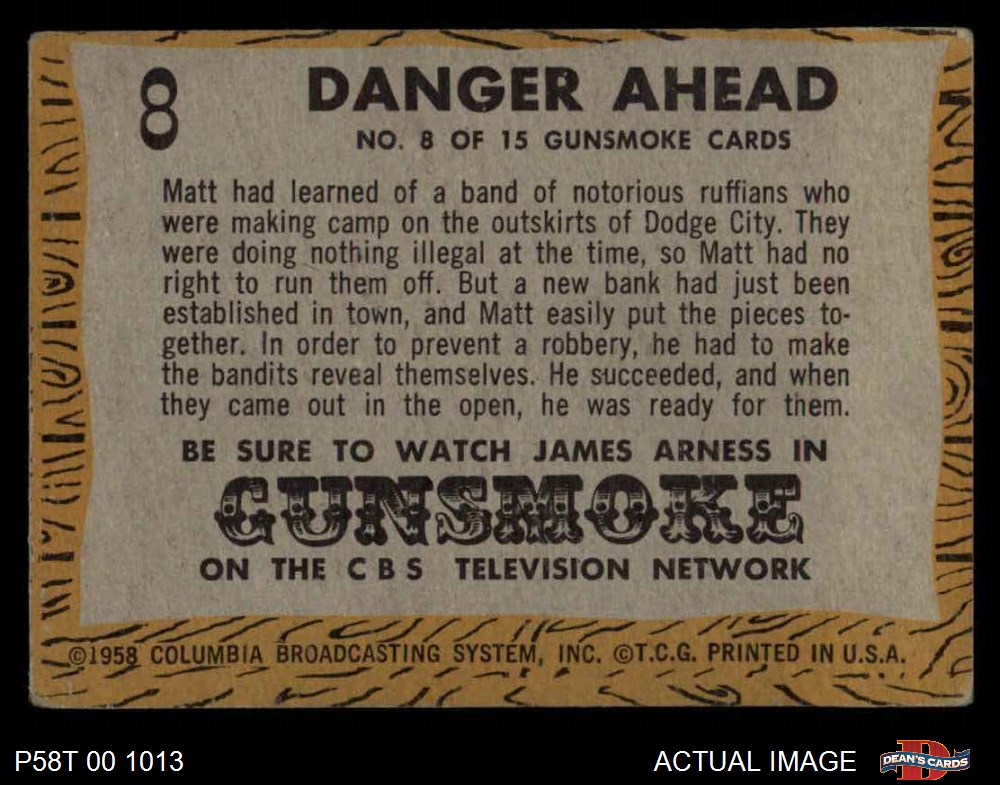 8
DANGER AHEAD
NO. 8 OF 15 GUNSMOKE CARDS
Matt had learned of a band of notorious ruffians who
were making camp on the outskirts of Dodge City. They
were doing nothing illegal at the time, so Matt had no
right to run them off. But a new bank had just been
established in town, and Matt easily put the pieces to-
gether. In order to prevent a robbery, he had to make
the bandits reveal themselves. He succeeded, and when
they came out in the open, he was ready for them.
BE SURE TO WATCH JAMES ARNESS IN
GUNSMOKE
ON THE CBS TELEVISION NETWORK
©1958 COLUMBIA BROADCASTING SYSTEM, INC. ©T.C.G. PRINTED IN U.S.A.
P58T 00 1013
ACTUAL IMAGE
D
DEAN'S CARDS